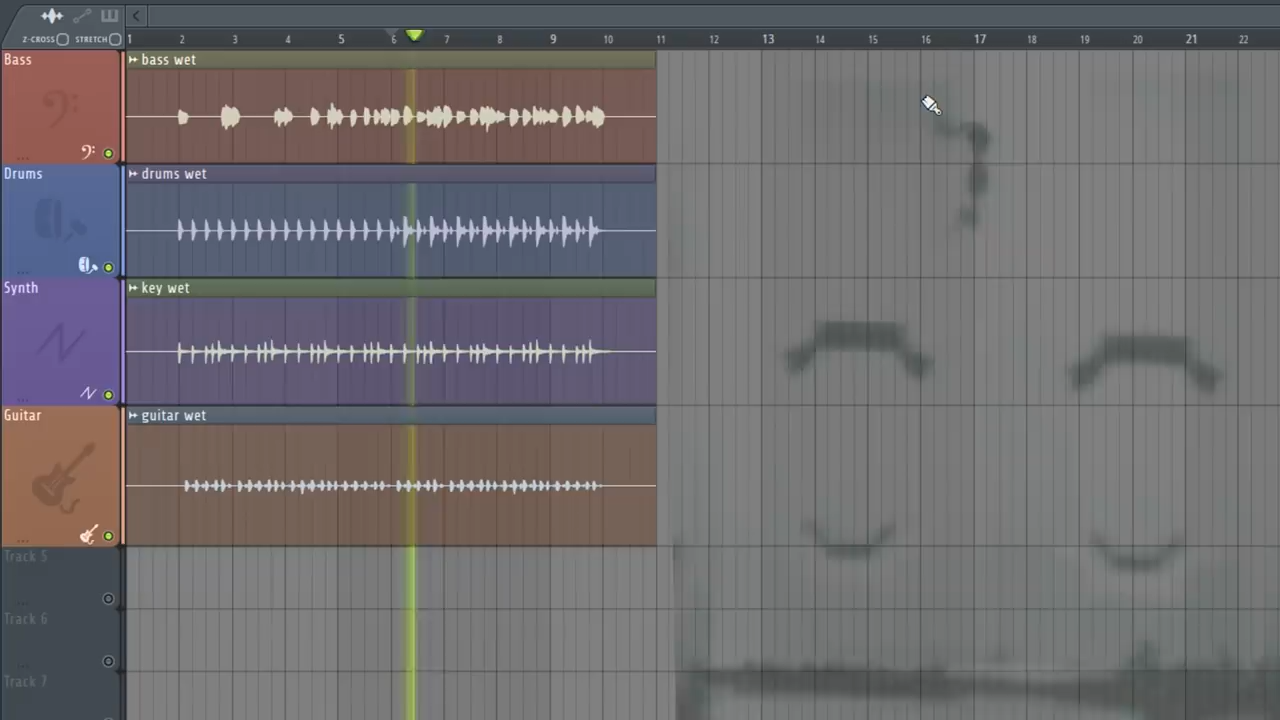 Z-CROSS STRETCH
1 2 3 4 5 6 7 8 9 10 11 12 13 14 15 16 17 18 19 20 21 22
Bass
bass wet
Drums
drums wet
Synth
key wet
Guitar
guitar wet
Track 5
Track 6
Track 7